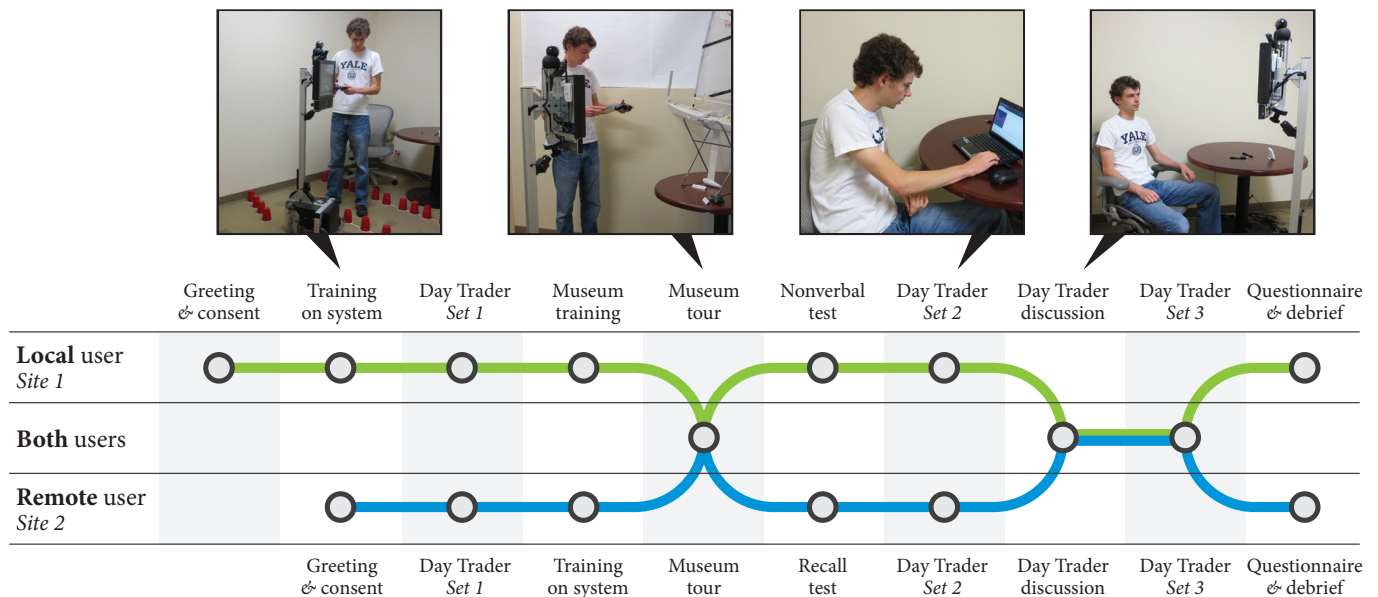 YALE
YALE
YALE
Greeting
& consent
Training
on system
Day Trader
Set 1
Museum
training
Museum
tour
Nonverbal
test
Day Trader
Set 2
Day Trader
discussion
Day Trader
Set 3
Questionnaire
& debrief
Local user
Site 1
Both users
Remote user
Site 2
Greeting
& consent
Day Trader
Set 1
Training
on system
Museum
tour
Recall
test
Day Trader
Set 2
Day Trader
discussion
Day Trader
Set 3
Questionnaire
& debrief